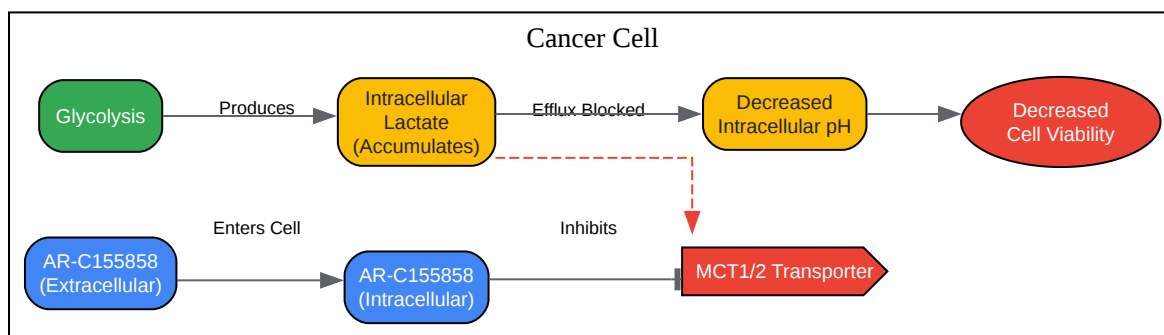 Cancer Cell
Glycolysis
Produces
Intracellular
Lactate
(Accumulates)
Efflux Blocked
Decreased
Intracellular pH
Decreased
Cell Viability
AR-C155858
(Extracellular)
Enters Cell
AR-C155858
(Intracellular)
Inhibits
MCT1/2 Transporter